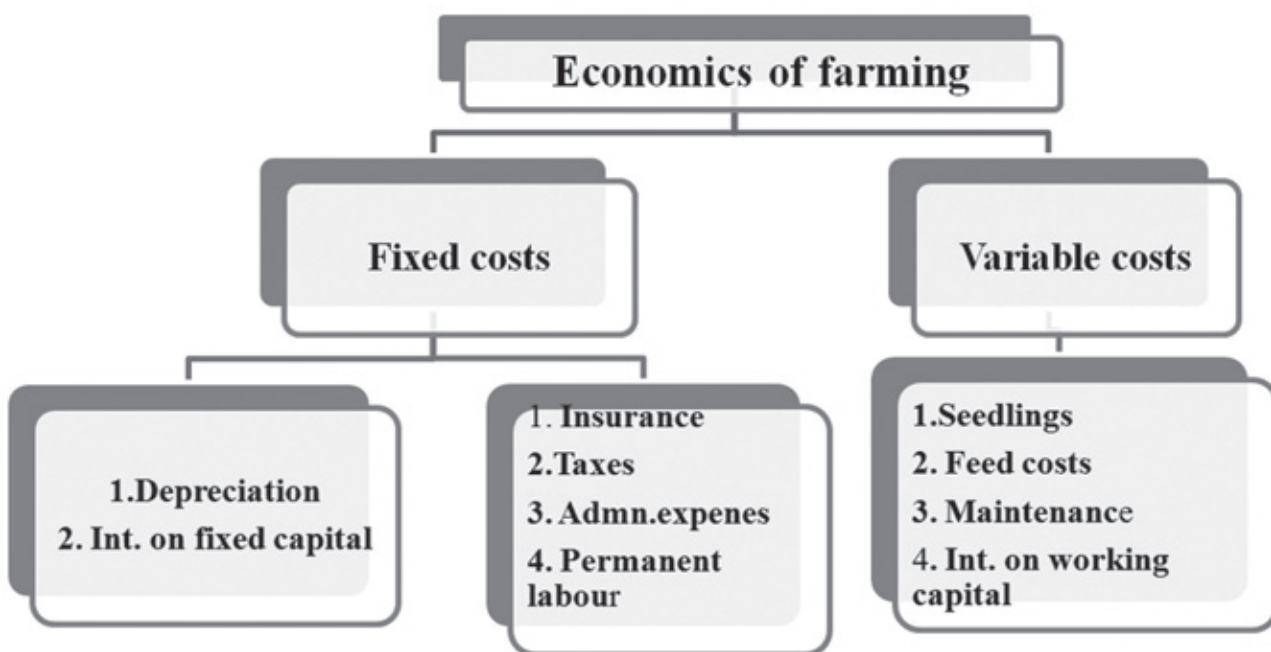 Economics of farming
Fixed costs
Variable costs
1.Depreciation
2. Int. on fixed capital
1. Insurance
2.Taxes
3. Admn.expenes
4. Permanent
labour
1.Seedlings
2. Feed costs
3. Maintenance
4. Int. on working
capital